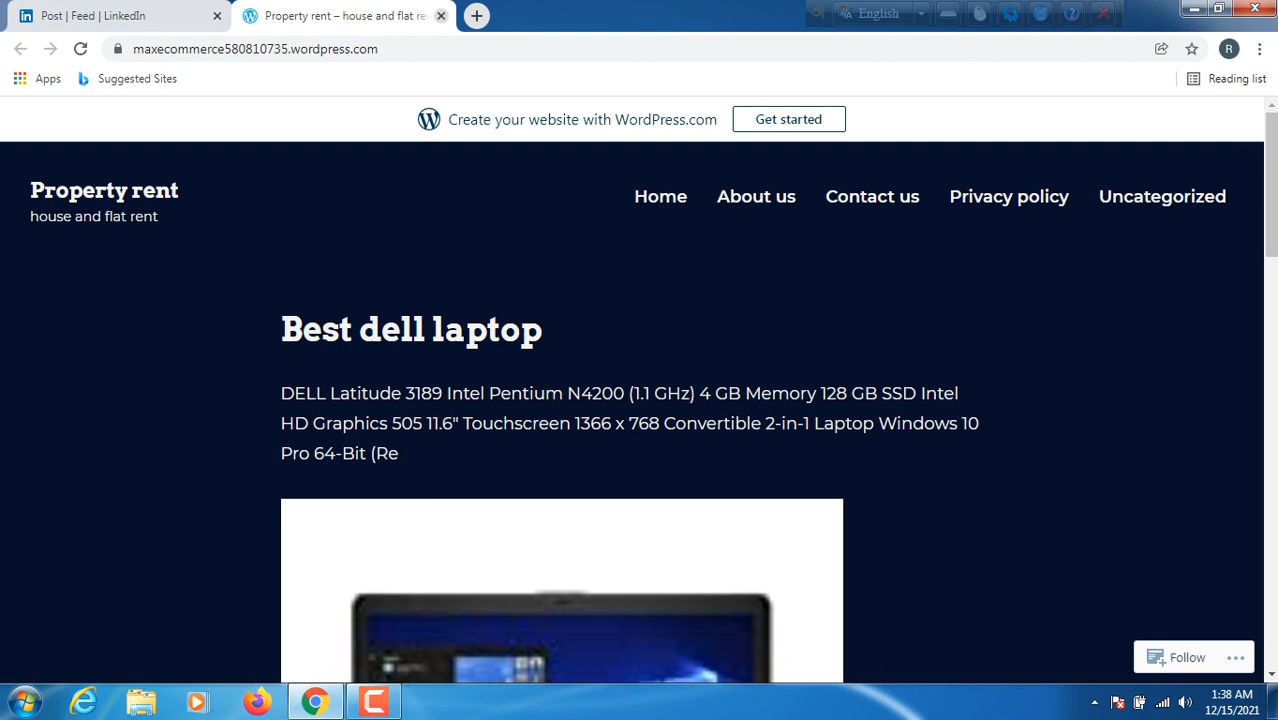 Post | Feed | LinkedIn
Property rent – house and flat re
English
maxecommerce580810735.wordpress.com
R
Apps
Suggested Sites
Reading list
Create your website with WordPress.com
Get started
Property rent
house and flat rent
Home
About us
Contact us
Privacy policy
Uncategorized
Best dell laptop
DELL Latitude 3189 Intel Pentium N4200 (1.1 GHz) 4 GB Memory 128 GB SSD Intel
HD Graphics 505 11.6" Touchscreen 1366 x 768 Convertible 2-in-1 Laptop Windows 10
Pro 64-Bit (Re
Follow
1:38 AM
12/15/2021